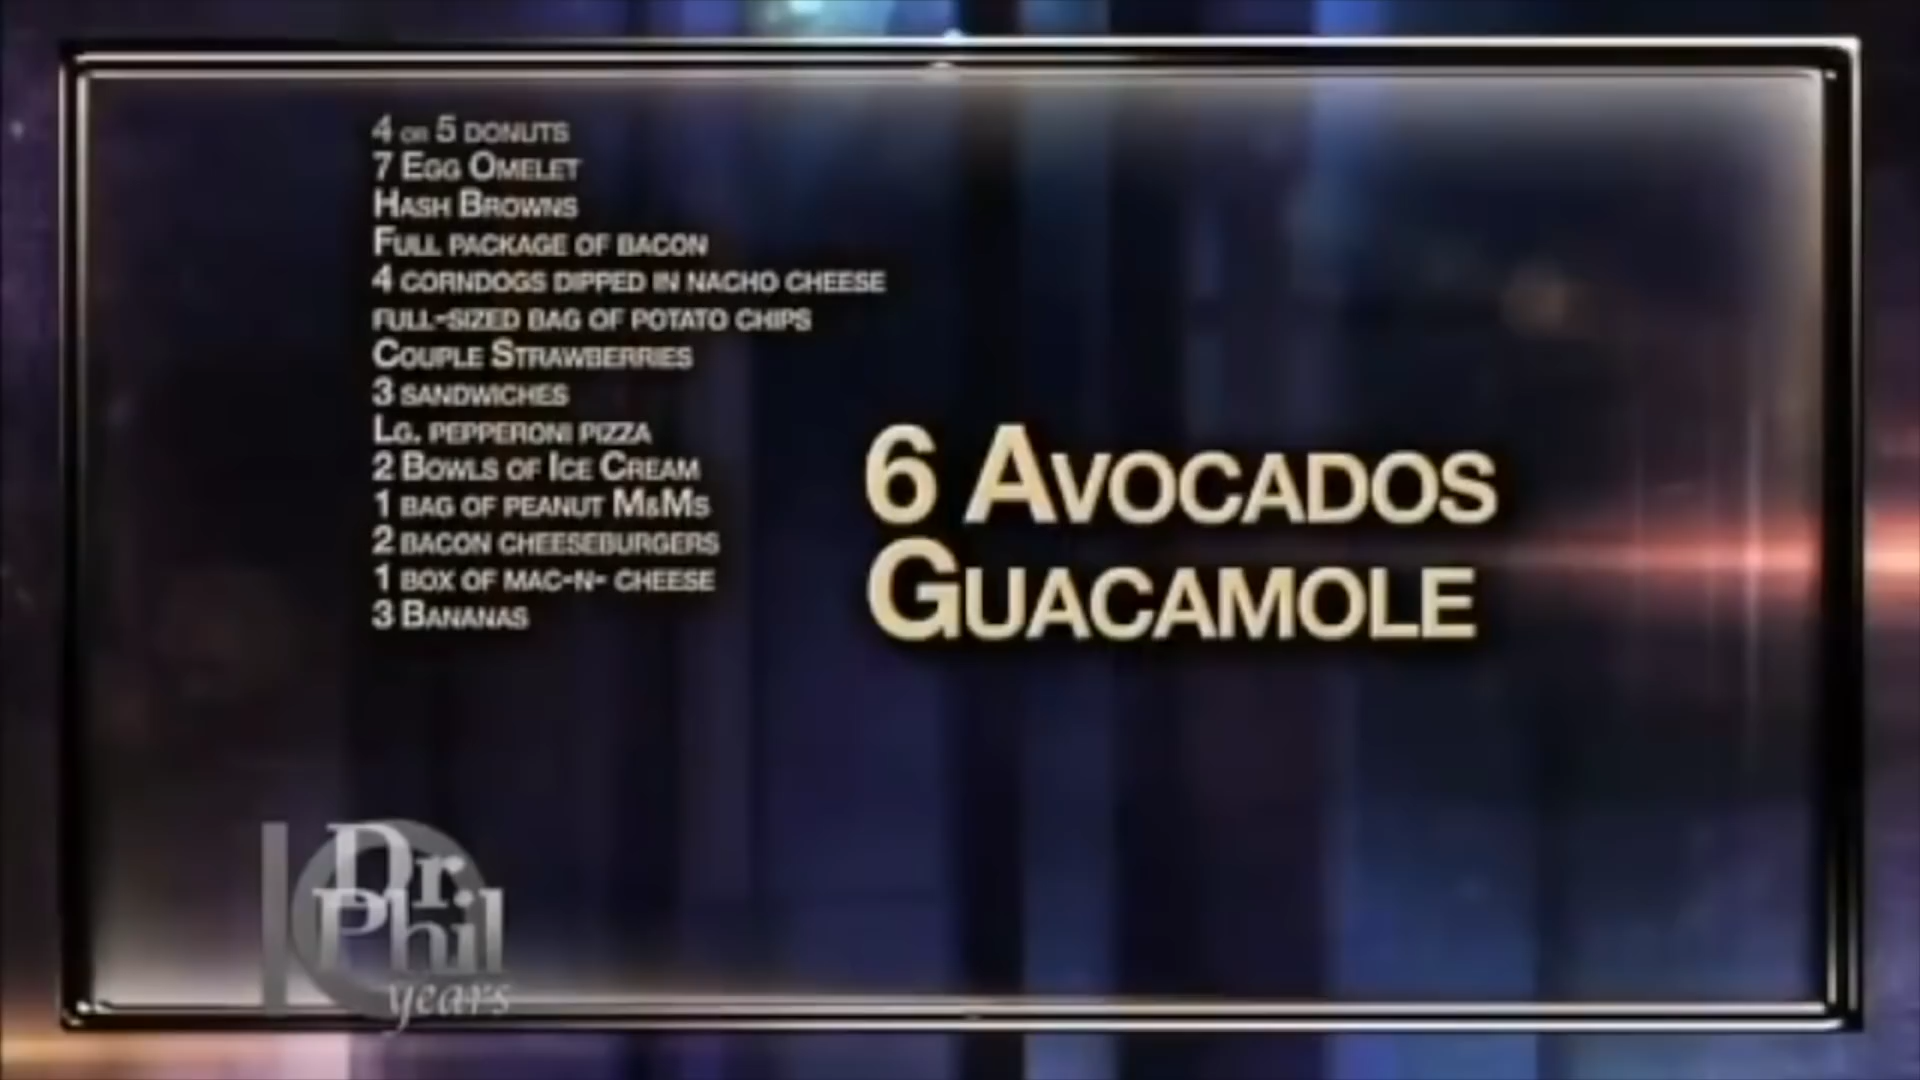 4 or 5 donuts
7 Egg Omelet
Hash Browns
Full package of bacon
4 corndogs dipped in nacho cheese
full-sized bag of potato chips
Couple Strawberries
3 sandwiches
Lg. pepperoni pizza
2 Bowls of Ice Cream
1 bag of peanut M&Ms
2 bacon cheeseburgers
1 box of mac-n- cheese
3 Bananas
6 Avocados
Guacamole
10
Dr.
Phil
years